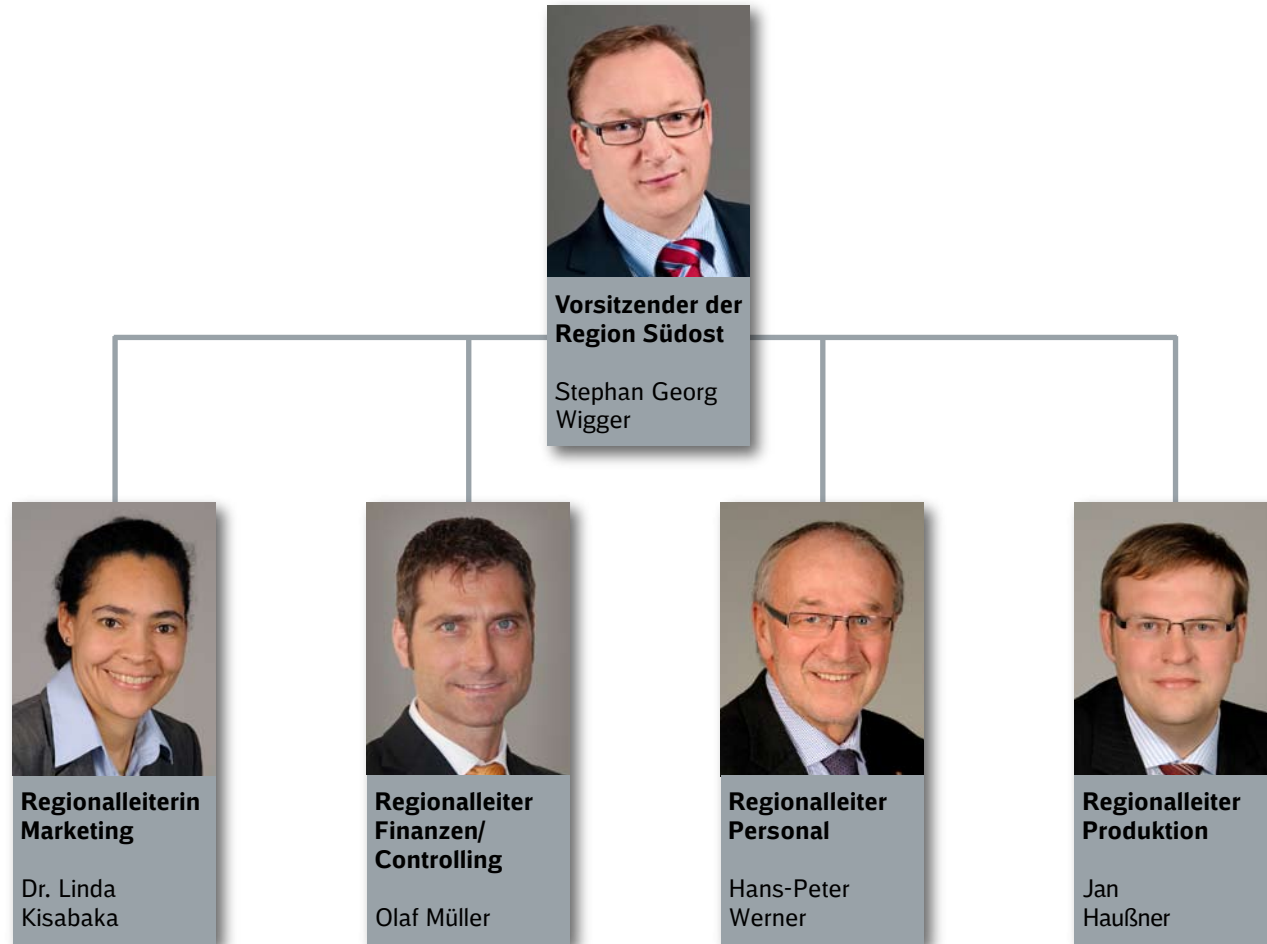 Vorsitzender der
Region Südost
Stephan Georg
Wigger
Regionalleiterin
Marketing
Dr. Linda
Kisabaka
Regionalleiter
Finanzen/
Controlling
Olaf Müller
Regionalleiter
Personal
Hans-Peter
Werner
Regionalleiter
Produktion
Jan
Haußner